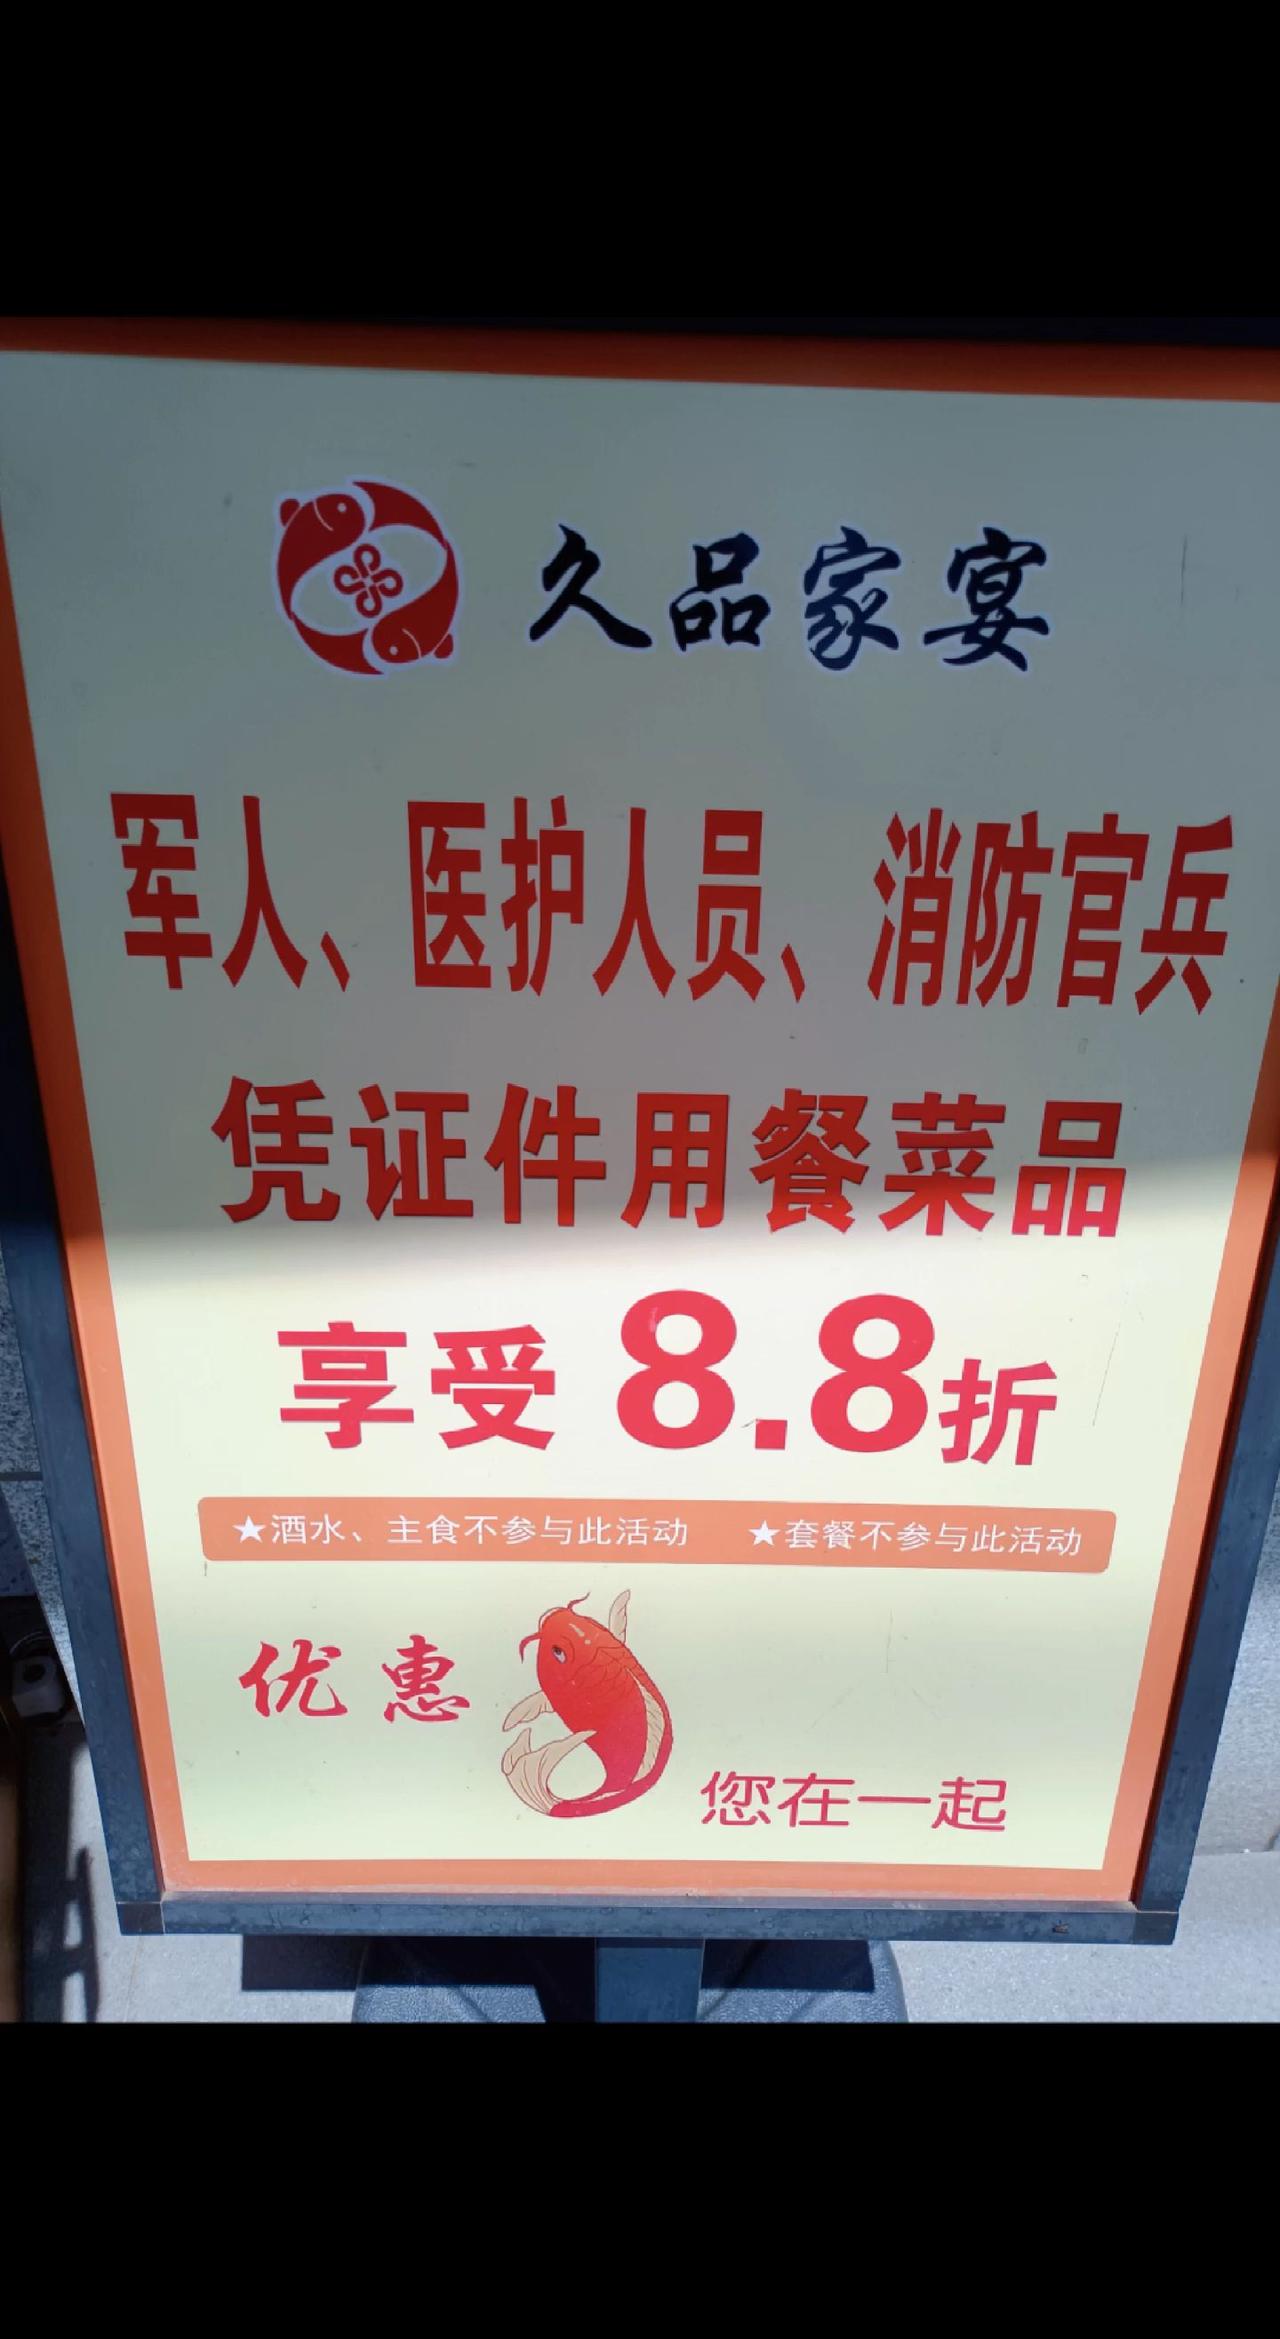 久品家宴
军人、医护人员、消防官兵
凭证件用餐菜品
享受8.8折
★酒水、主食不参与此活动 ★套餐不参与此活动
优惠
您在一起